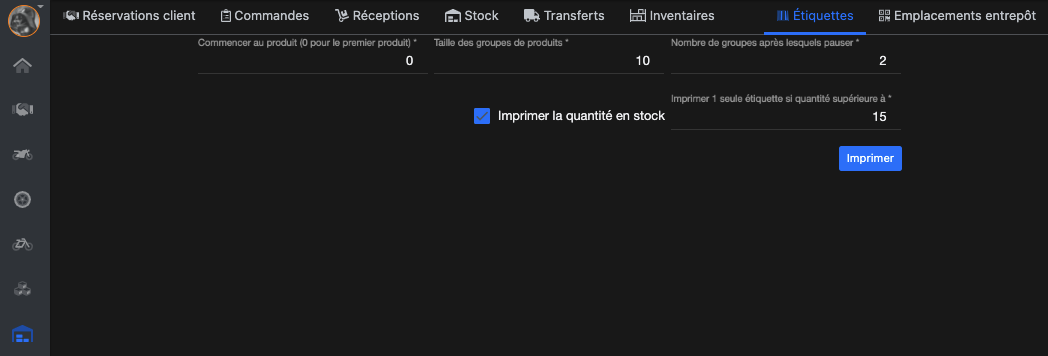 Réservations client
Commandes
Réceptions
Stock
Transferts
Inventaires
Étiquettes
Emplacements entrepôt
Commencer au produit (0 pour le premier produit) *
0
Taille des groupes de produits *
10
Nombre de groupes après lesquels pauser *
2
Imprimer la quantité en stock
Imprimer 1 seule étiquette si quantité supérieure à *
15
Imprimer